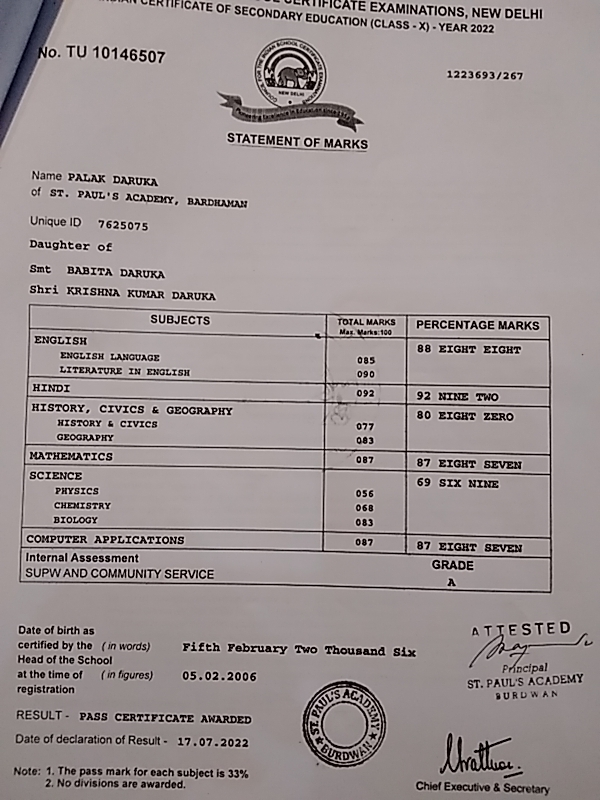 CERTIFICATE EXAMINATIONS, NEW DELHI
CERTIFICATE OF SECONDARY EDUCATION (CLASS - X) - YEAR 2022
No. TU 10146507
1223693/267
COUNCIL FOR THE INDIAN SCHOOL CERTIFICATE EXAMINATIONS
NEW DELHI
STATEMENT OF MARKS
Name PALAK DARUKA
of ST. PAUL'S ACADEMY, BARDHAMAN
Unique ID 7625075
Daughter of
Smt BABITA DARUKA
Shri KRISHNA KUMAR DARUKA
SUBJECTS TOTAL MARKS Max. Marks:100 PERCENTAGE MARKS
ENGLISH 88 EIGHT EIGHT
ENGLISH LANGUAGE 085
LITERATURE IN ENGLISH 090
HINDI 092 92 NINE TWO
HISTORY, CIVICS & GEOGRAPHY 80 EIGHT ZERO
HISTORY & CIVICS 077
GEOGRAPHY 083
MATHEMATICS 087 87 EIGHT SEVEN
SCIENCE 69 SIX NINE
PHYSICS 056
CHEMISTRY 068
BIOLOGY 083
COMPUTER APPLICATIONS 087 87 EIGHT SEVEN
Internal Assessment GRADE
SUPW AND COMMUNITY SERVICE A
Date of birth as
certified by the (in words) Fifth February Two Thousand Six
Head of the School
at the time of (in figures) 05.02.2006
registration
ATTESTED
Principal
ST. PAUL'S ACADEMY
BURDWAN
RESULT - PASS CERTIFICATE AWARDED
Date of declaration of Result - 17.07.2022
ST. PAUL'S ACADEMY
BURDWAN
Note: 1. The pass mark for each subject is 33%
2. No divisions are awarded.
Chief Executive & Secretary